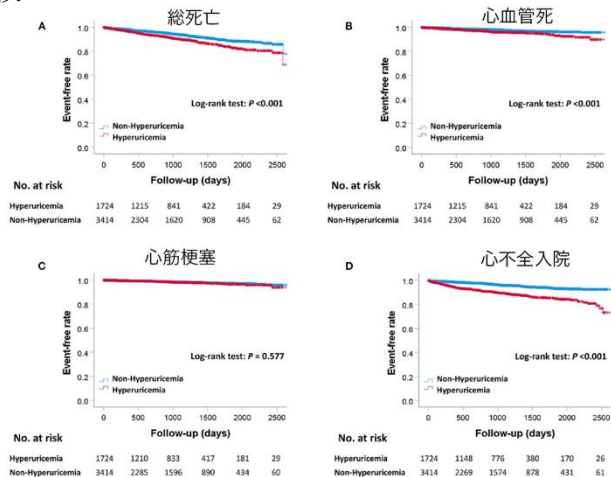 A
総死亡
Event-free rate
1.0
0.8
0.6
0.4
0.2
0.0
Log-rank test: P <0.001
Non-Hyperuricemia
Hyperuricemia
0 500 1000 1500 2000 2500
Follow-up (days)
No. at risk
Hyperuricemia 1724 1215 841 422 184 29
Non-Hyperuricemia 3414 2304 1620 908 445 62
B
心血管死
Event-free rate
1.0
0.8
0.6
0.4
0.2
0.0
Log-rank test: P <0.001
Non-Hyperuricemia
Hyperuricemia
0 500 1000 1500 2000 2500
Follow-up (days)
No. at risk
Hyperuricemia 1724 1215 841 422 184 29
Non-Hyperuricemia 3414 2304 1620 908 445 62
C
心筋梗塞
Event-free rate
1.0
0.8
0.6
0.4
0.2
0.0
Log-rank test: P = 0.577
Non-Hyperuricemia
Hyperuricemia
0 500 1000 1500 2000 2500
Follow-up (days)
No. at risk
Hyperuricemia 1724 1210 833 417 181 29
Non-Hyperuricemia 3414 2285 1596 890 434 60
D
心不全入院
Event-free rate
1.0
0.8
0.6
0.4
0.2
0.0
Log-rank test: P <0.001
Non-Hyperuricemia
Hyperuricemia
0 500 1000 1500 2000 2500
Follow-up (days)
No. at risk
Hyperuricemia 1724 1148 776 380 170 26
Non-Hyperuricemia 3414 2269 1574 878 431 61